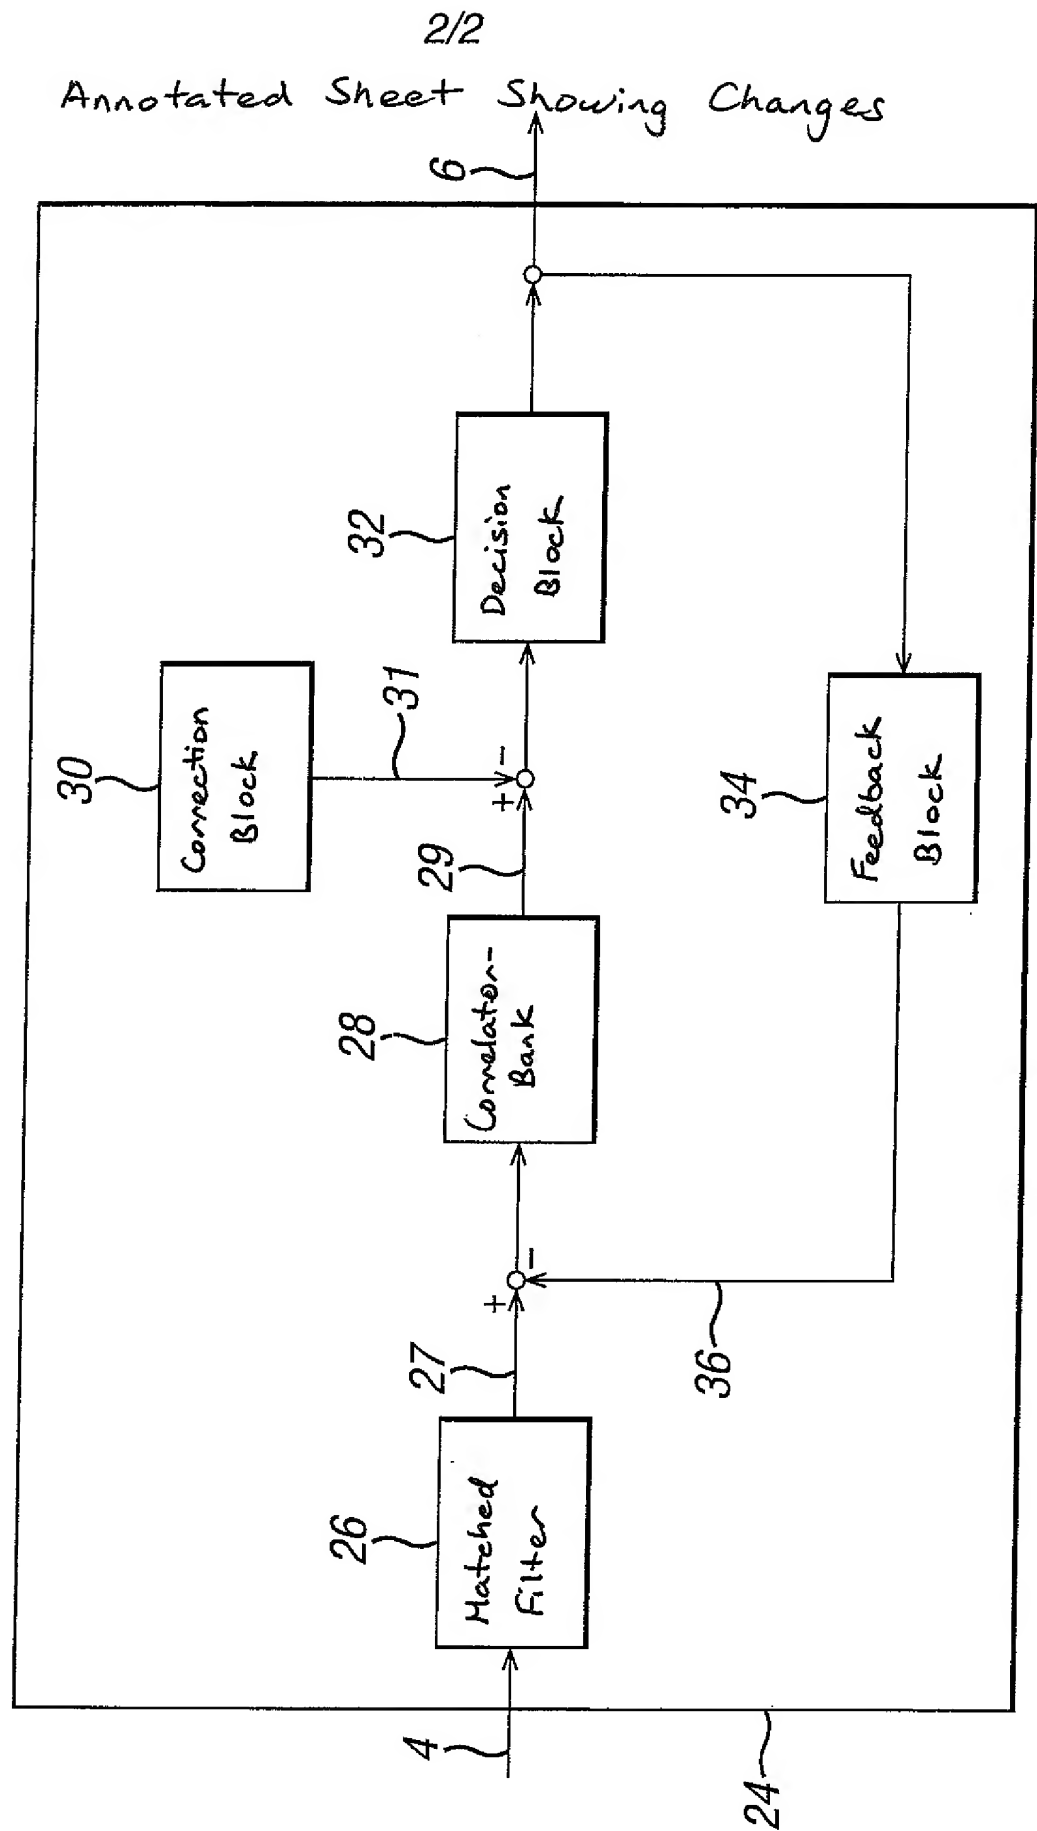 2/2
Annotated Sheet Showing Changes
6
32
Decision
Block
30
Correction
Block
31
-
+
29
34
Feedback
Block
28
Correlator-
Bank
-
+
27
36
26
Matched
Filter
4
24